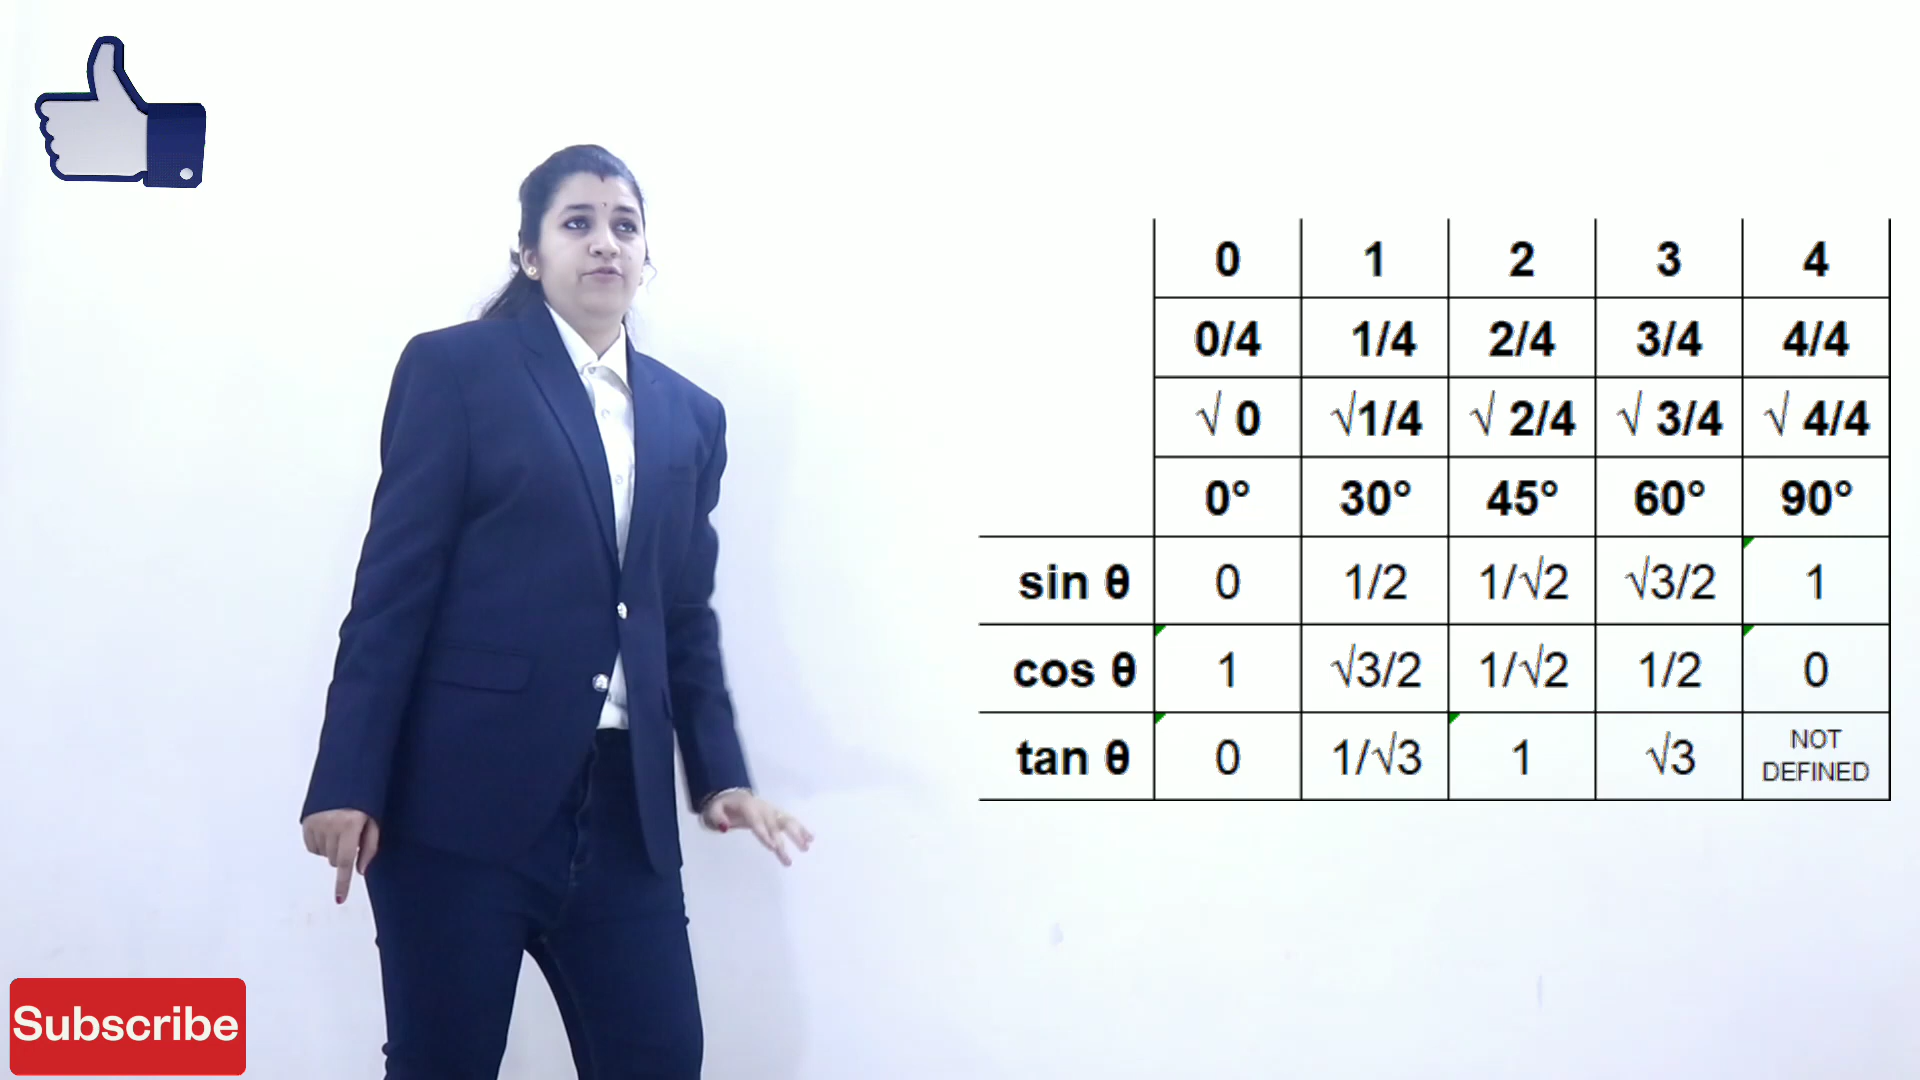 0 1 2 3 4
0/4 1/4 2/4 3/4 4/4
√ 0 √1/4 √ 2/4 √ 3/4 √ 4/4
0° 30° 45° 60° 90°
sin θ 0 1/2 1/√2 √3/2 1
cos θ 1 √3/2 1/√2 1/2 0
tan θ 0 1/√3 1 √3 NOT
DEFINED
Subscribe